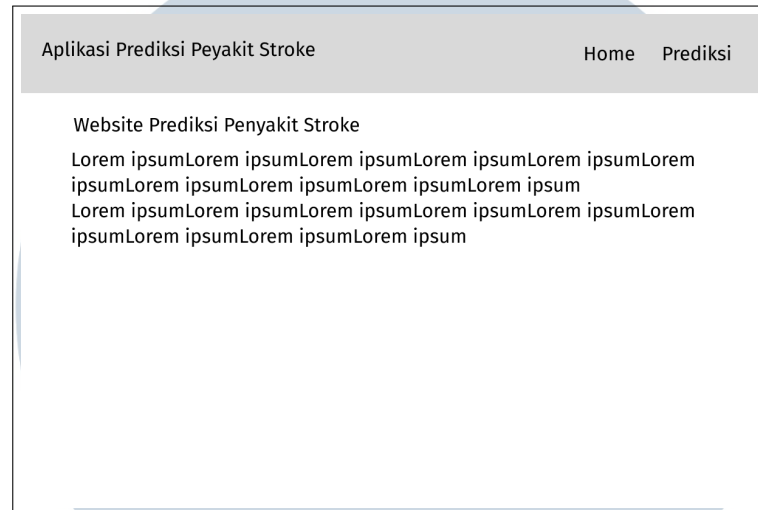 Aplikasi Prediksi Peyakit Stroke
Home Prediksi
Website Prediksi Penyakit Stroke
Lorem ipsumLorem ipsumLorem ipsumLorem ipsumLorem ipsumLorem
ipsumLorem ipsumLorem ipsumLorem ipsumLorem ipsum
Lorem ipsumLorem ipsumLorem ipsumLorem ipsumLorem ipsumLorem
ipsumLorem ipsumLorem ipsumLorem ipsum